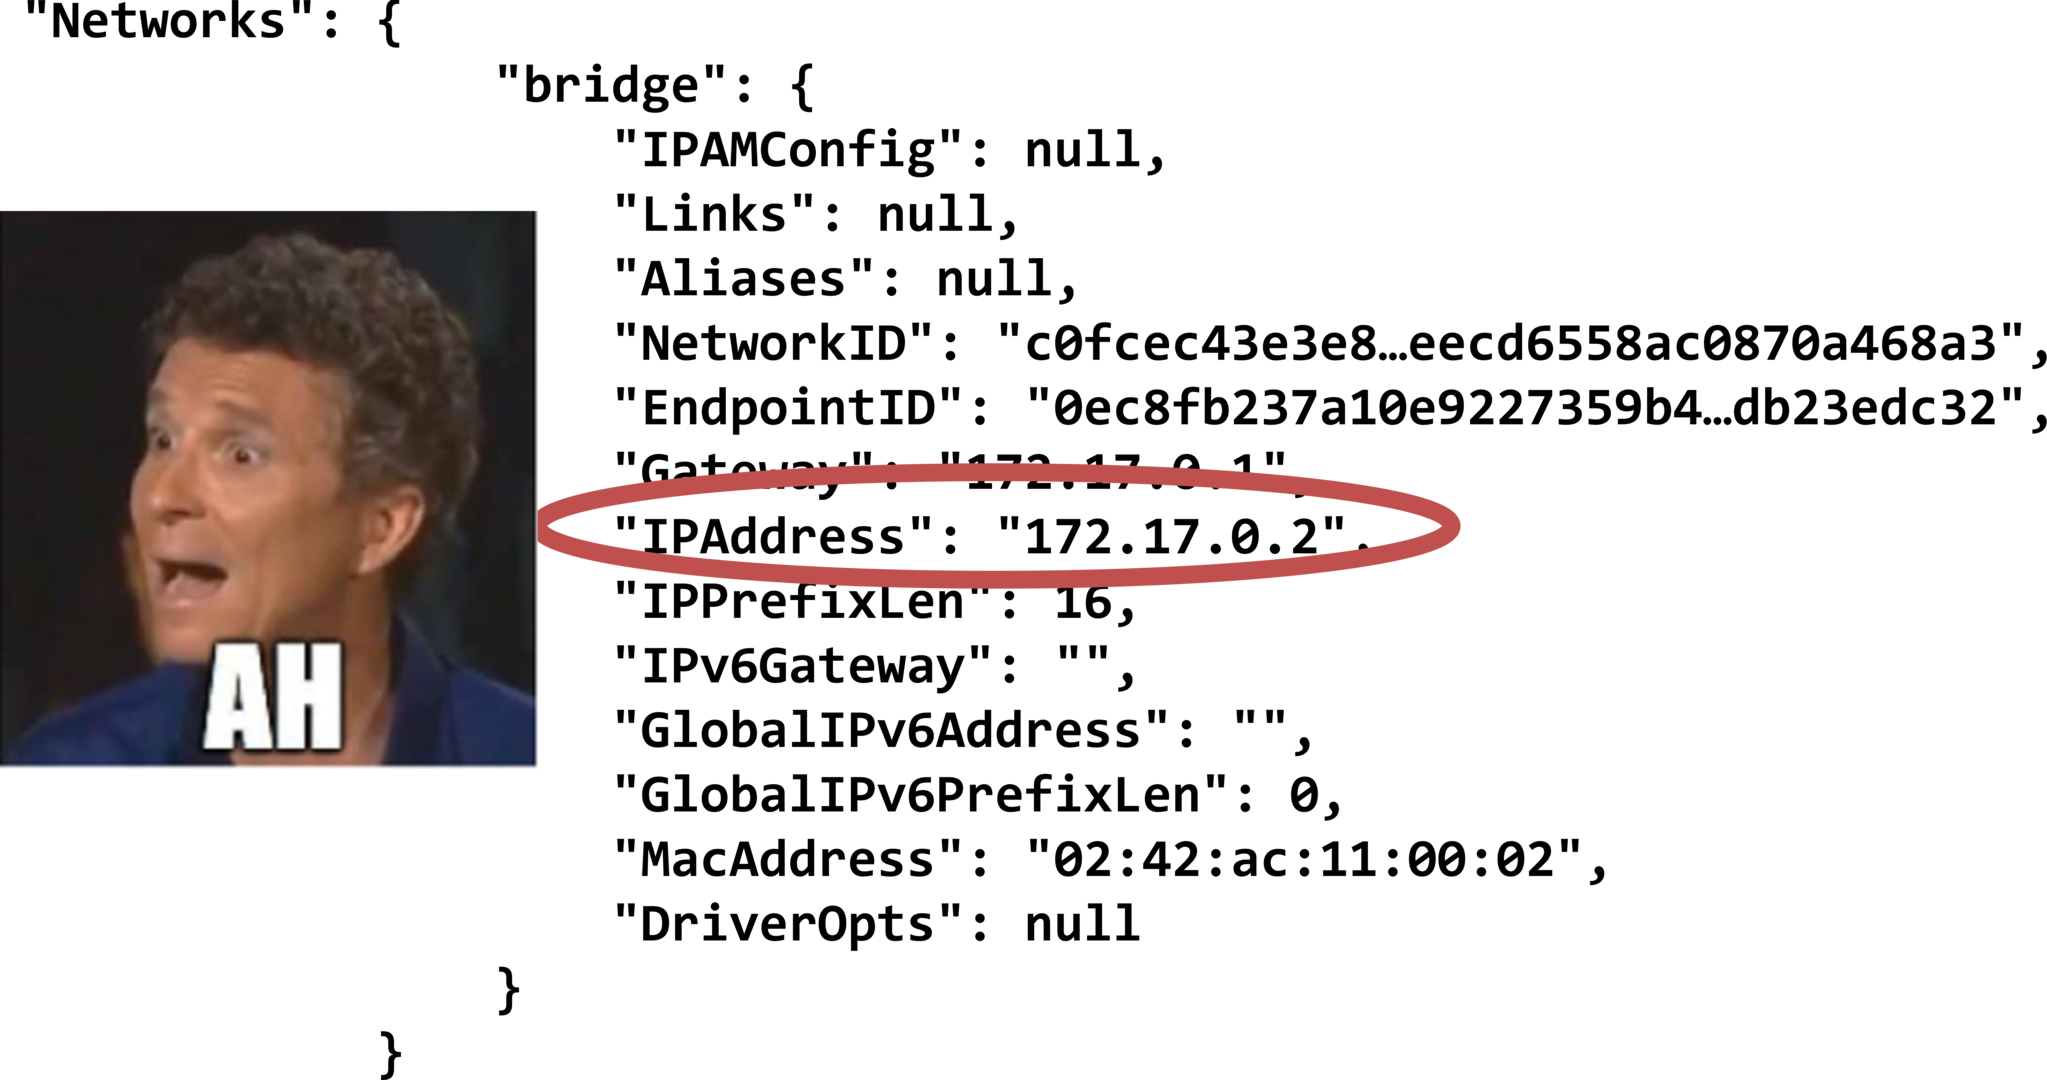 "Networks": {
"bridge": {
"IPAMConfig": null,
"Links": null,
"Aliases": null,
"NetworkID": "c0fcec43e3e8…eecd6558ac0870a468a3",
"EndpointID": "0ec8fb237a10e9227359b4…db23edc32",
"Gateway": "172.17.0.1",
"IPAddress": "172.17.0.2",
"IPPrefixLen": 16,
"IPv6Gateway": "",
"GlobalIPv6Address": "",
"GlobalIPv6PrefixLen": 0,
"MacAddress": "02:42:ac:11:00:02",
"DriverOpts": null
}
}
AH